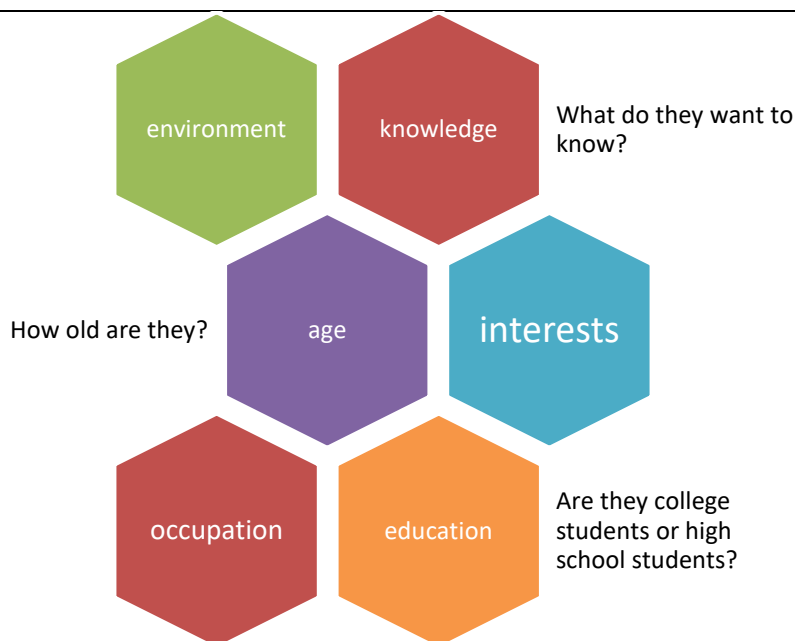 environment
knowledge
What do they want to
know?
How old are they?
age
interests
occupation
education
Are they college
students or high
school students?